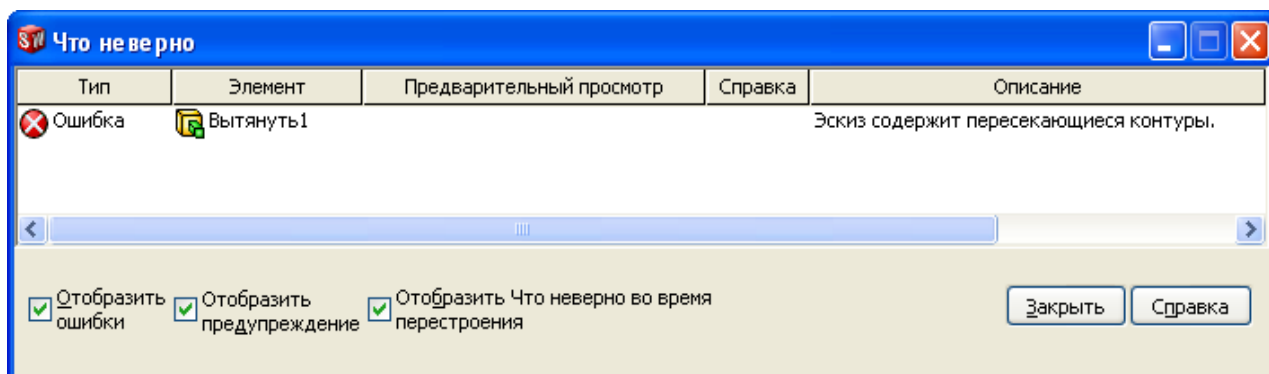 Что неверно
Тип Элемент Предварительный просмотр Справка Описание
Ошибка Вытянуть1 Эскиз содержит пересекающиеся контуры.
Отобразить ошибки
Отобразить предупреждение
Отобразить Что неверно во время перестроения
Закрыть Справка